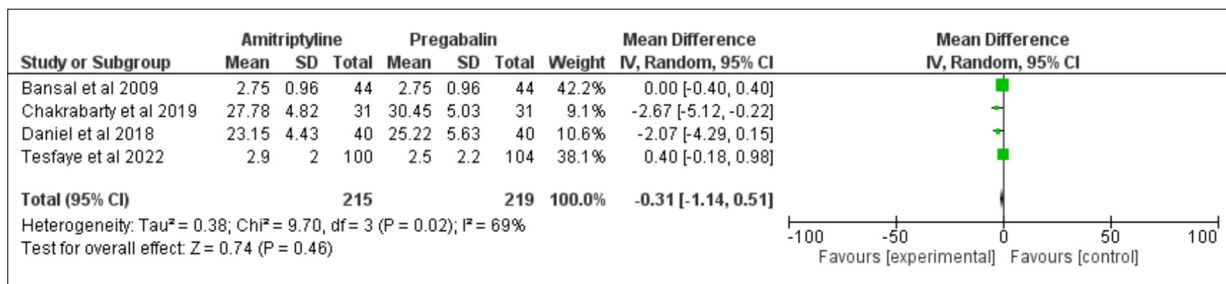 Amitriptyline Pregabalin Mean Difference Mean Difference
Study or Subgroup Mean SD Total Mean SD Total Weight IV, Random, 95% CI IV, Random, 95% CI
Bansal et al 2009 2.75 0.96 44 2.75 0.96 44 42.2% 0.00 [-0.40, 0.40]
Chakrabarty et al 2019 27.78 4.82 31 30.45 5.03 31 9.1% -2.67 [-5.12, -0.22]
Daniel et al 2018 23.15 4.43 40 25.22 5.63 40 10.6% -2.07 [-4.29, 0.15]
Tesfaye et al 2022 2.9 2 100 2.5 2.2 104 38.1% 0.40 [-0.18, 0.98]
Total (95% CI) 215 219 100.0% -0.31 [-1.14, 0.51]
Heterogeneity: Tau² = 0.38; Chi² = 9.70, df = 3 (P = 0.02); I² = 69%
Test for overall effect: Z = 0.74 (P = 0.46)
-100 -50 0 50 100
Favours [experimental] Favours [control]